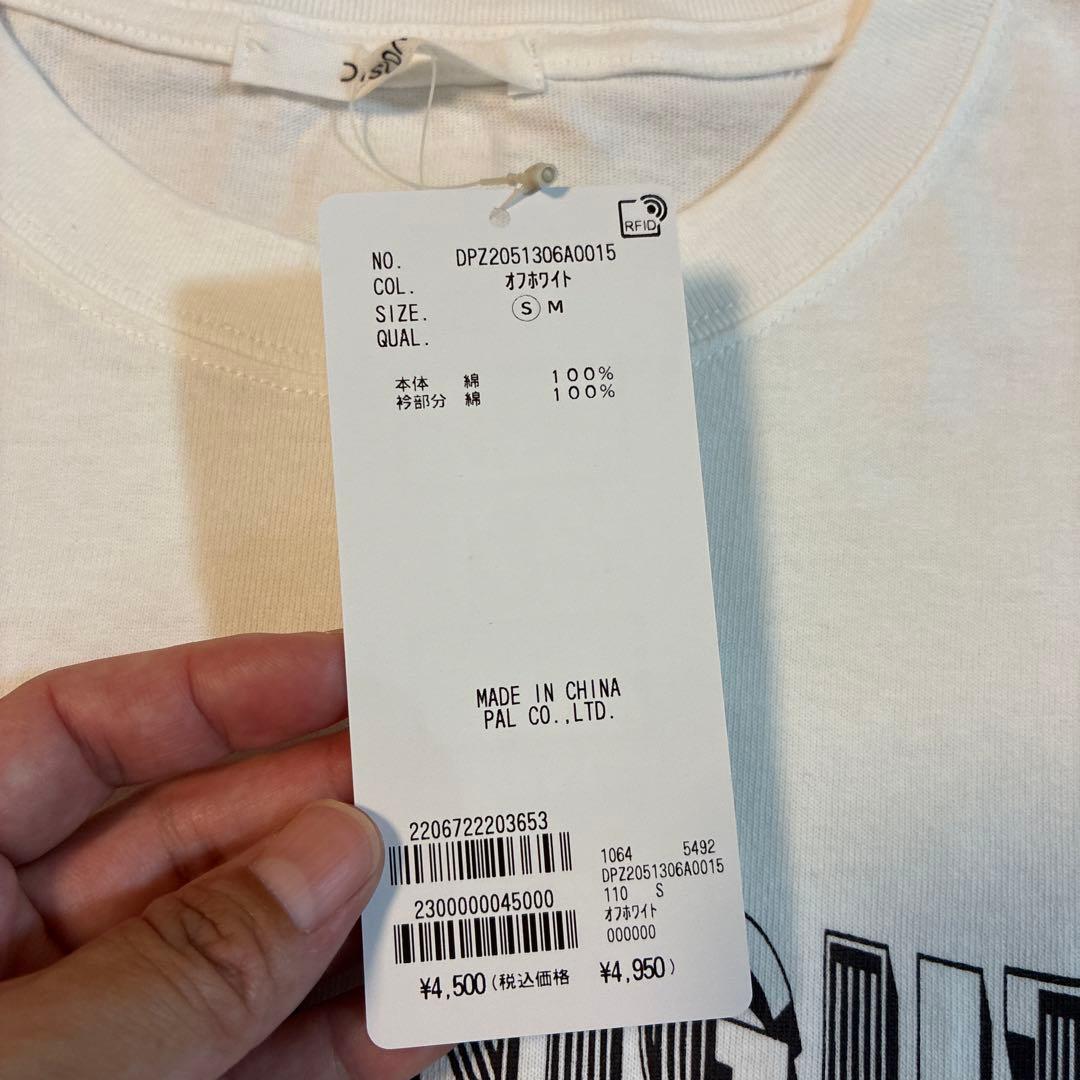 RFID
NO. DPZ2051306A0015
COL. オフホワイト
SIZE. S M
QUAL.
本体 綿 100%
衿部分 綿 100%
MADE IN CHINA
PAL CO.,LTD.
2206722203653
2300000045000
¥4,500(税込価格 ¥4,950)
1064 5492
DPZ2051306A0015
110 S
オフホワイト
000000